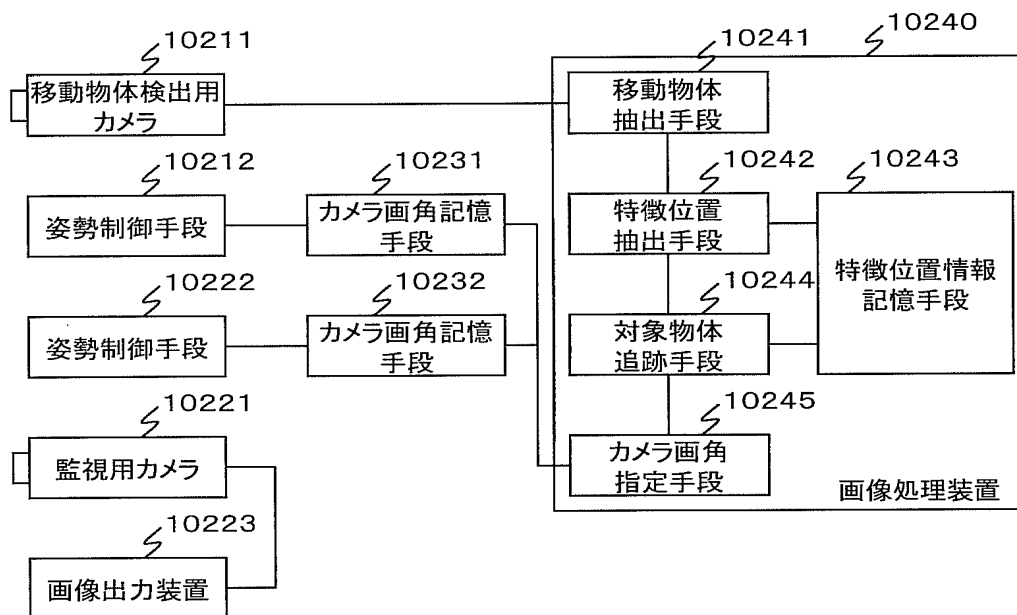 10211
移動物体検出用
カメラ
10241
移動物体
抽出手段
10240
10212
姿勢制御手段
10231
カメラ画角記憶
手段
10242
特徴位置
抽出手段
10243
特徴位置情報
記憶手段
10222
姿勢制御手段
10232
カメラ画角記憶
手段
10244
対象物体
追跡手段
10221
監視用カメラ
10245
カメラ画角
指定手段
画像処理装置
10223
画像出力装置